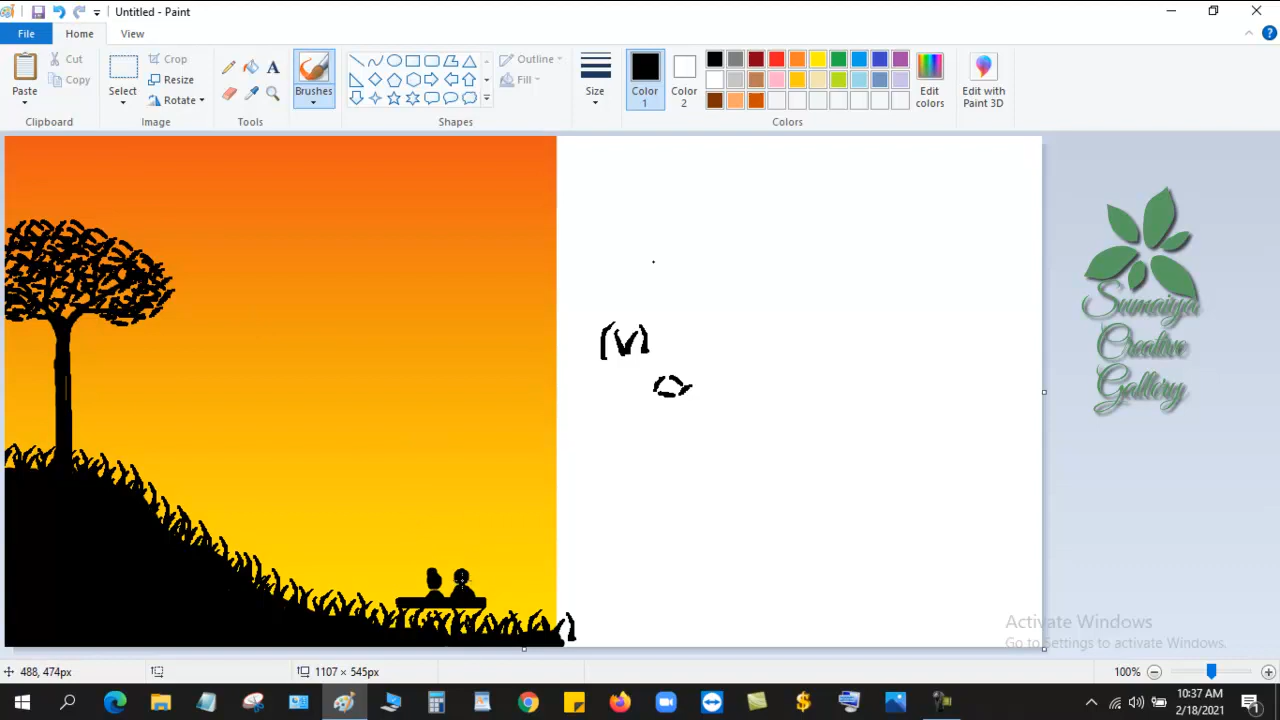 Untitled - Paint
File Home View
Paste
Cut
Copy
Clipboard
Select
Crop
Resize
Rotate
Image
Tools
Brushes
Outline
Fill
Shapes
Size
Color 1
Color 2
Edit colors
Colors
Edit with Paint 3D
Sumaiya
Creative
Gallery
Activate Windows
Go to Settings to activate Windows.
488, 474px
1107 × 545px
100%
10:37 AM
2/18/2021